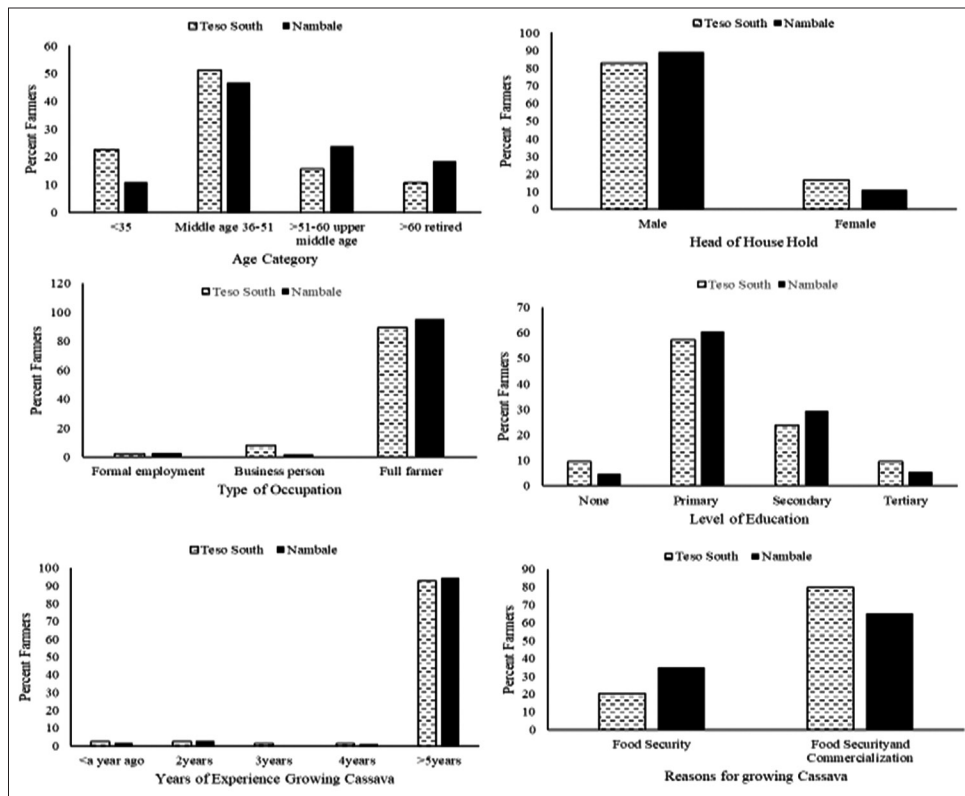 Teso South Nambale
Percent Farmers
60
50
40
30
20
10
0
<35 Middle age 36-51 >51-60 upper >60 retired
middle age
Age Category
Teso South Nambale
Percent Farmers
100
90
80
70
60
50
40
30
20
10
0
Male Female
Head of House Hold
Teso South Nambale
Percent Farmers
120
100
80
60
40
20
0
Formal employment Business person Full farmer
Type of Occupation
Teso South Nambale
Percent Farmers
70
60
50
40
30
20
10
0
None Primary Secondary Tertiary
Level of Education
Teso South Nambale
Percent Farmers
100
90
80
70
60
50
40
30
20
10
0
<a year ago 2years 3years 4years >5years
Years of Experience Growing Cassava
Teso South Nambale
Percent Farmers
90
80
70
60
50
40
30
20
10
0
Food Security Food Securityand
Commercialization
Reasons for growing Cassava